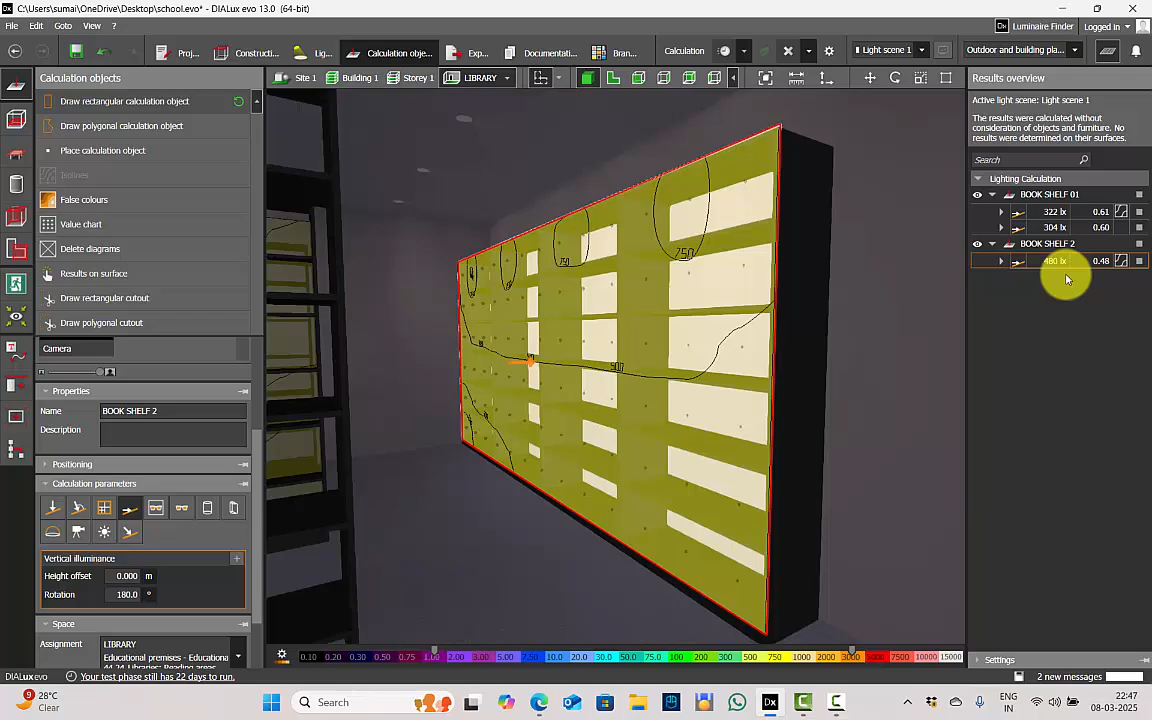 C:\Users\sumai\OneDrive\Desktop\school.evo* - DIALux evo 13.0 (64-bit)
File Edit Goto View ?
Luminaire Finder Logged in
Proj... Constructi... Lig... Calculation obje... Exp... Documentati... Bran... Calculation Light scene 1 Outdoor and building pla...
Calculation objects
Site 1 Building 1 Storey 1 LIBRARY
Results overview
Draw rectangular calculation object
Draw polygonal calculation object
Place calculation object
Isolines
False colours
Value chart
Delete diagrams
Results on surface
Draw rectangular cutout
Draw polygonal cutout
Camera
Properties
Name BOOK SHELF 2
Description
Positioning
Calculation parameters
Vertical illuminance
Height offset 0.000 m
Rotation 180.0 °
Space
Assignment LIBRARY
Educational premises - Educationa
44.24 Libraries: Reading areas
750
750
500
Active light scene: Light scene 1
The results were calculated without
consideration of objects and furniture. No
results were determined on their surfaces.
Search
Lighting Calculation
BOOK SHELF 01
322 lx 0.61
304 lx 0.60
BOOK SHELF 2
480 lx 0.48
Settings
0.10 0.20 0.30 0.50 0.75 1.00 2.00 3.00 5.00 7.50 10.0 20.0 30.0 50.0 75.0 100 200 300 500 750 1000 2000 3000 5000 7500 15000
DIALux evo Your test phase still has 22 days to run.
2 new messages
9
28°C
Clear
Search
ENG
IN
22:47
08-03-2025